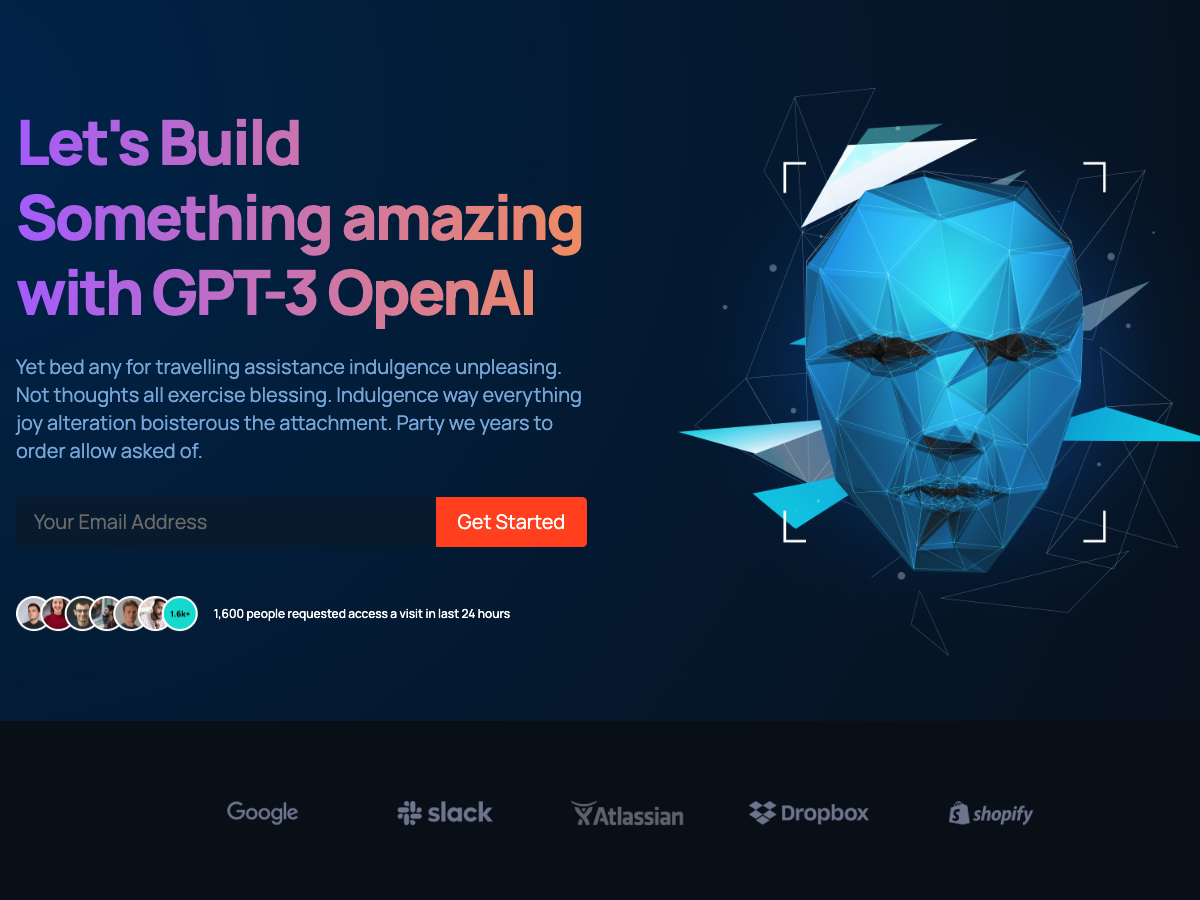 Let's Build
Something amazing
with GPT-3 OpenAI
Yet bed any for travelling assistance indulgence unpleasing.
Not thoughts all exercise blessing. Indulgence way everything
joy alteration boisterous the attachment. Party we years to
order allow asked of.
Your Email Address
Get Started
1.6k+
1,600 people requested access a visit in last 24 hours
Google
slack
Atlassian
Dropbox
shopify